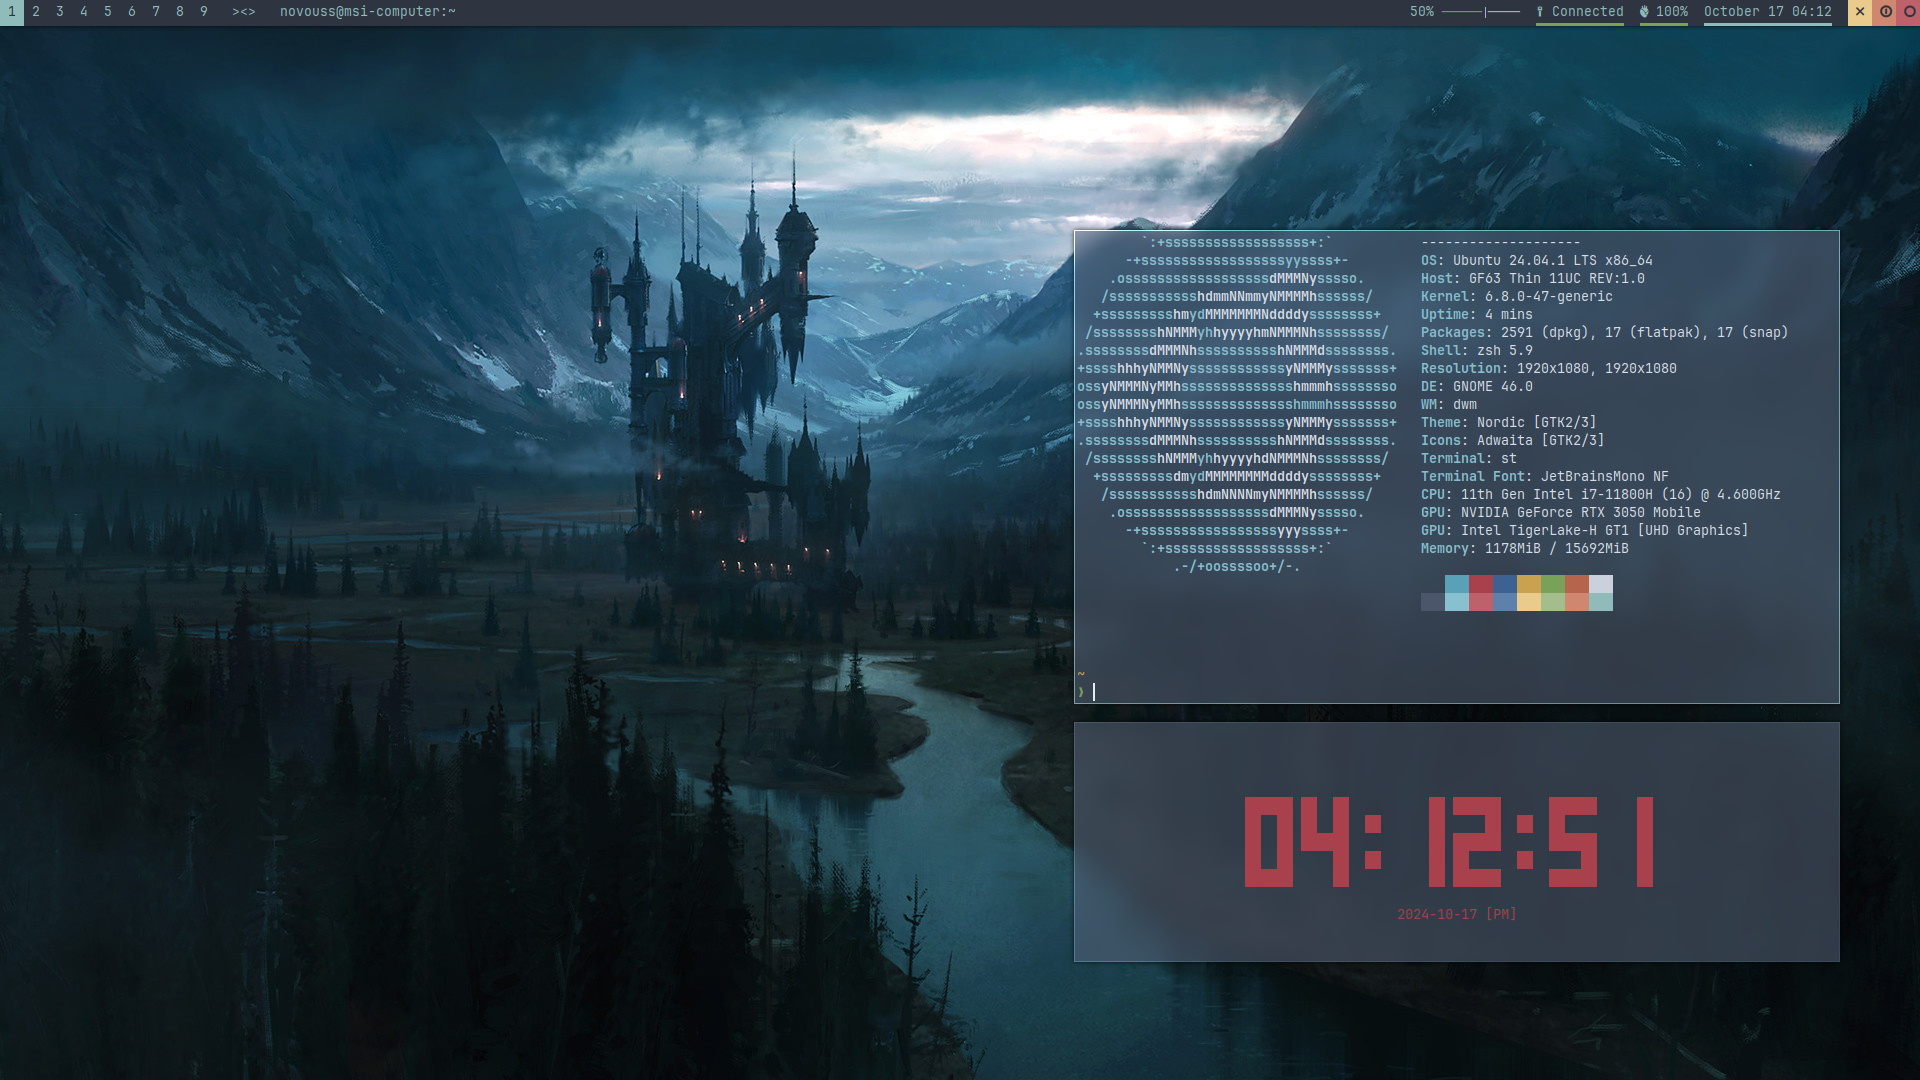 1 2 3 4 5 6 7 8 9 ><> novouss@msi-computer:~ 50% Connected 100% October 17 04:12
`:+ssssssssssssssssss+:` --------------------
-+ssssssssssssssssssyyssss+- OS: Ubuntu 24.04.1 LTS x86_64
.ossssssssssssssssssdMMMNysssso. Host: GF63 Thin 11UC REV:1.0
/ssssssssssshdmmNNmmyNMMMMhssssss/ Kernel: 6.8.0-47-generic
+ssssssssshmydMMMMMMMNddddyssssssss+ Uptime: 4 mins
/sssssssshNMMMyhhyyyyhmNMMMNhssssssss/ Packages: 2591 (dpkg), 17 (flatpak), 17 (snap)
.ssssssssdMMMNhsssssssssshNMMMdssssssss. Shell: zsh 5.9
+sssshhhyNMMNyssssssssssssyNMMMysssssss+ Resolution: 1920x1080, 1920x1080
ossyNMMMNyMMhsssssssssssssshmmmhssssssso DE: GNOME 46.0
ossyNMMMNyMMhsssssssssssssshmmmhssssssso WM: dwm
+sssshhhyNMMNyssssssssssssyNMMMysssssss+ Theme: Nordic [GTK2/3]
.ssssssssdMMMNhsssssssssshNMMMdssssssss. Icons: Adwaita [GTK2/3]
/sssssssshNMMMyhhyyyyhdNMMMNhssssssss/ Terminal: st
+sssssssssdmydMMMMMMMMddddyssssssss+ Terminal Font: JetBrainsMono NF
/ssssssssssshdmNNNNmyNMMMMhssssss/ CPU: 11th Gen Intel i7-11800H (16) @ 4.600GHz
.ossssssssssssssssssdMMMNysssso. GPU: NVIDIA GeForce RTX 3050 Mobile
-+sssssssssssssssssyyyssss+- GPU: Intel TigerLake-H GT1 [UHD Graphics]
`:+ssssssssssssssssss+:` Memory: 1178MiB / 15692MiB
.-/+oossssoo+/-.
~
❯
04:12:51
2024-10-17 [PM]